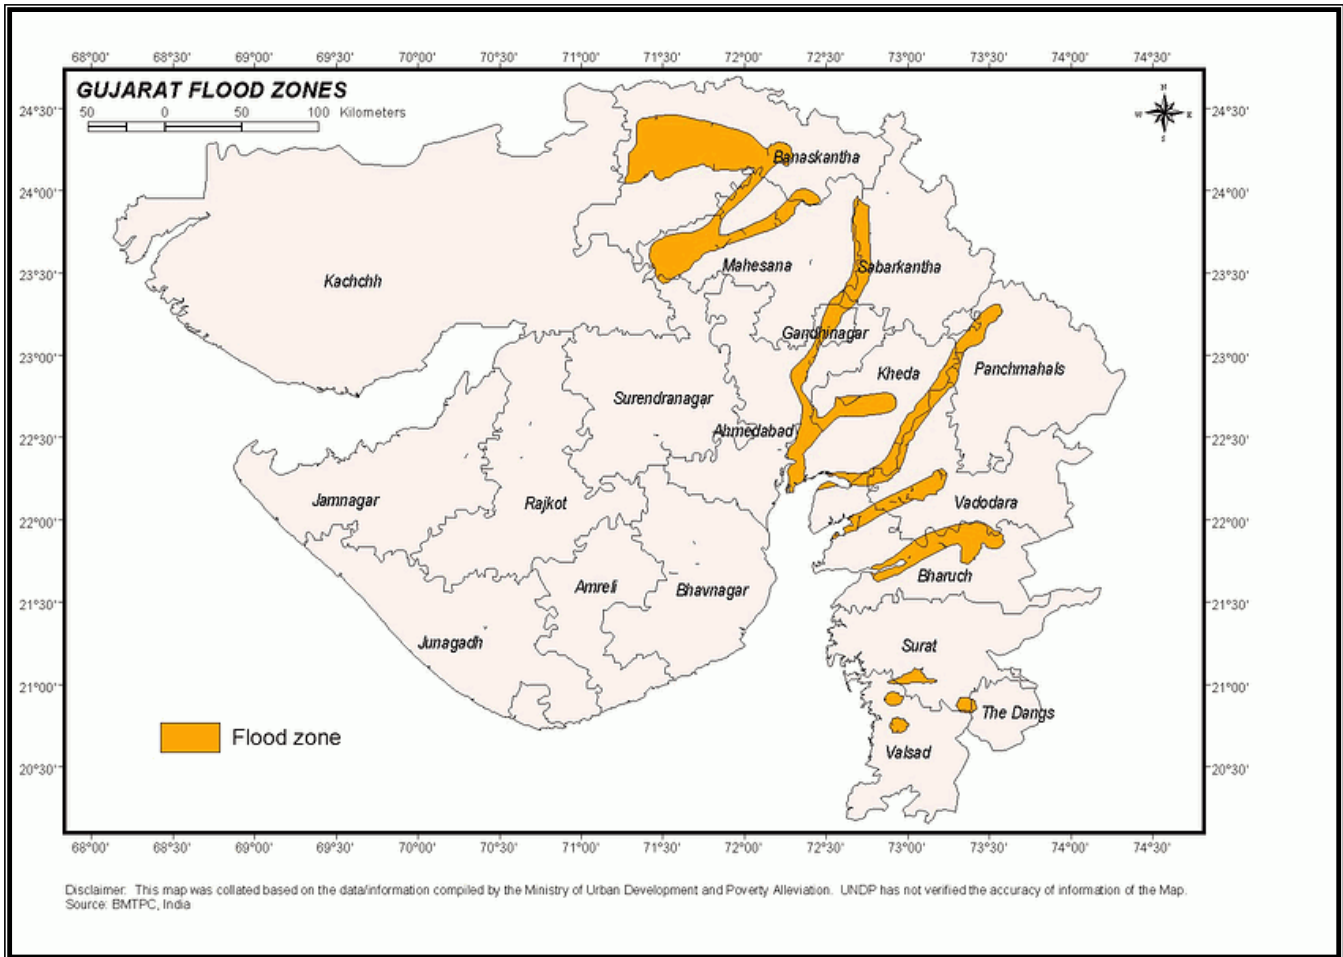 68°00' 68°30' 69°00' 69°30' 70°00' 70°30' 71°00' 71°30' 72°00' 72°30' 73°00' 73°30' 74°00' 74°30'
GUJARAT FLOOD ZONES
50 0 50 100 Kilometers
N
W E
S
24°30' 24°30'
Banaskantha
24°00' 24°00'
Mahesana
Sabarkantha
23°30' 23°30'
Kachchh
Gandhinagar
23°00' 23°00'
Kheda
Panchmahals
Surendranagar
Ahmedabad
22°30' 22°30'
Jamnagar
Rajkot
Vadodara
22°00' 22°00'
Bharuch
Amreli
Bhavnagar
21°30' 21°30'
Junagadh
Surat
21°00' 21°00'
The Dangs
Flood zone
Valsad
20°30' 20°30'
68°00' 68°30' 69°00' 69°30' 70°00' 70°30' 71°00' 71°30' 72°00' 72°30' 73°00' 73°30' 74°00' 74°30'
Disclaimer: This map was collated based on the data/information compiled by the Ministry of Urban Development and Poverty Alleviation. UNDP has not verified the accuracy of information of the Map.
Source: BMTPC, India